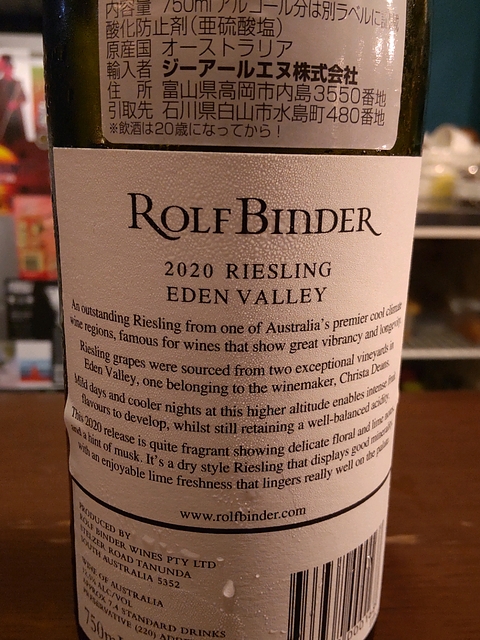 内容量 750ml アルコール分は別ラベルに記載
酸化防止剤(亜硫酸塩)
原産国 オーストラリア
輸入者 ジーアールエヌ株式会社
住 所 富山県高岡市内島3550番地
引取先 石川県白山市水島町480番地
※飲酒は20歳になってから!
ROLF BINDER
2020 RIESLING
EDEN VALLEY
An outstanding Riesling from one of Australia's premier cool climate
wine regions, famous for wines that show great vibrancy and longevity.
Riesling grapes were sourced from two exceptional vineyards in
Eden Valley, one belonging to the winemaker, Christa Deans.
Mild days and cooler nights at this higher altitude enables intense fruit
flavours to develop, whilst still retaining a well-balanced acidity.
This 2020 release is quite fragrant showing delicate floral and lime notes
and a hint of musk. It's a dry style Riesling that displays good minerality
with an enjoyable lime freshness that lingers really well on the palate.
www.rolfbinder.com
PRODUCED BY
ROLF BINDER WINES PTY LTD
STELZER ROAD TANUNDA
SOUTH AUSTRALIA 5352
WINE OF AUSTRALIA
ALC/VOL
APPROX 7.4 STANDARD DRINKS
PRESERVATIVE (220) ADDED
750ml